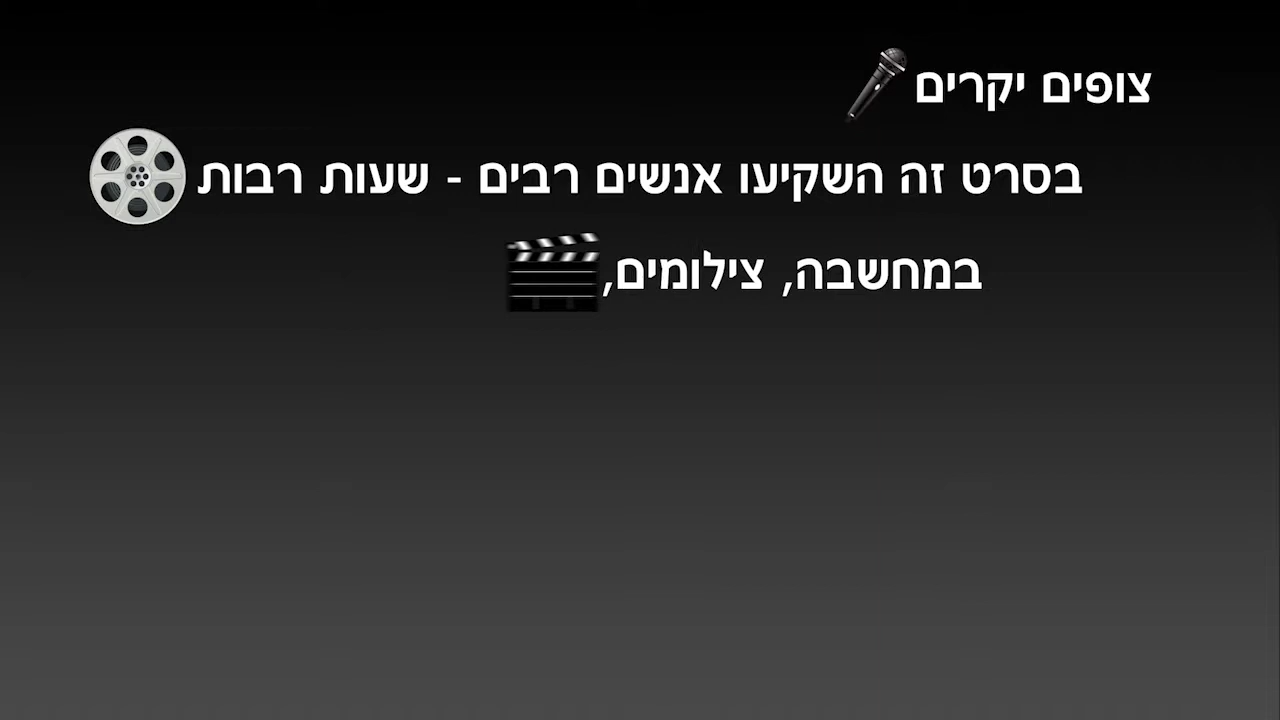 צופים יקרים
בסרט זה השקיעו אנשים רבים - שעות רבות
במחשבה, צילומים,